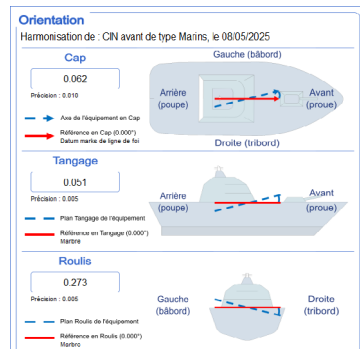 Orientation
Harmonisation de : CIN avant de type Marins, le 08/05/2025
Cap
0.062
Précision : 0.010
Axe de l'équipement en Cap
Référence en Cap (0.000°)
Datum marke de ligne de foi
Gauche (bâbord)
Arrière
(poupe)
Avant
(proue)
Droite (tribord)
Tangage
0.051
Précision : 0.005
Plan Tangage de l'équipement
Référence en Tangage (0.000°)
Marbre
Arrière
(poupe)
Avant
(proue)
Roulis
0.273
Précision : 0.005
Plan Roulis de l'équipement
Référence en Roulis (0.000°)
Marbre
Gauche
(bâbord)
Droite
(tribord)